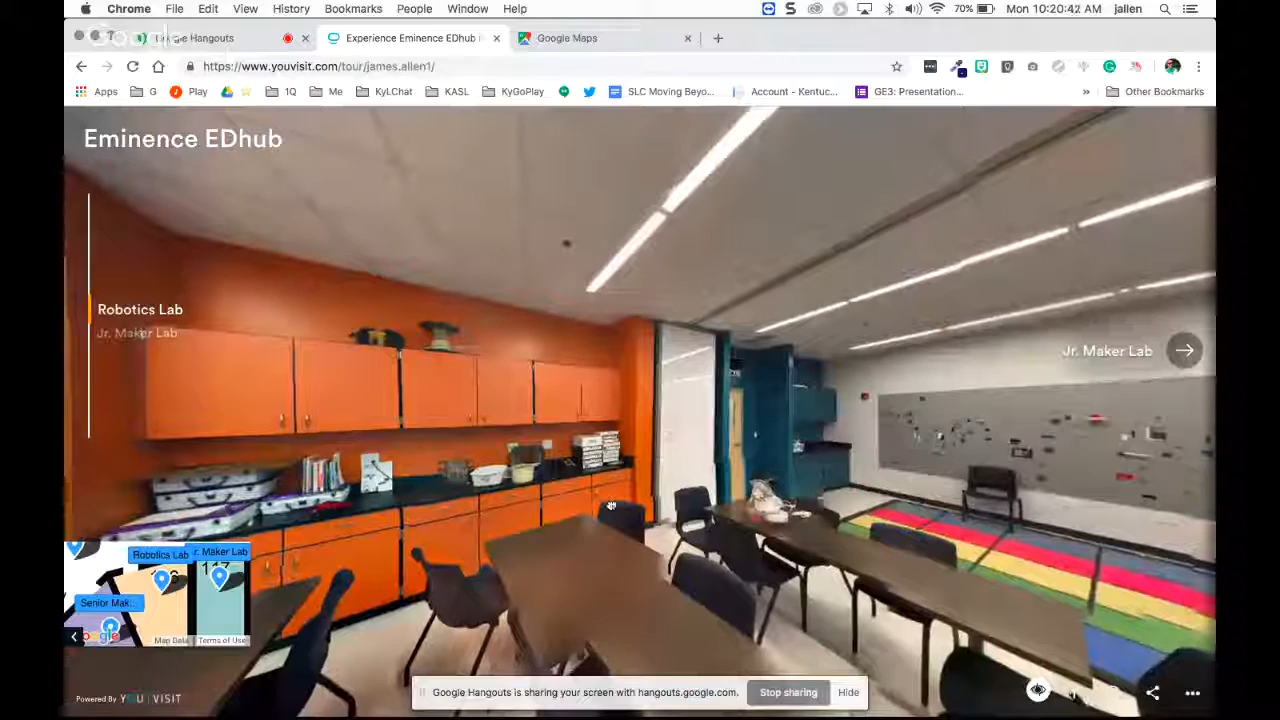 Chrome File Edit View History Bookmarks People Window Help 70% Mon 10:20:42 AM jallen
Google Hangouts Experience Eminence EDhub Google Maps
https://www.youvisit.com/tour/james.allen1/
Apps G Play 1Q Me KyLChat KASL KyGoPlay SLC Moving Beyo... Account - Kentuc... GE3: Presentation... » Other Bookmarks
Eminence EDhub
Robotics Lab
Jr. Maker Lab
Jr. Maker Lab
Robotics Lab Jr. Maker Lab
Senior Mak...
Map Data Terms of Use
Powered By YOUVISIT
Google Hangouts is sharing your screen with hangouts.google.com. Stop sharing Hide